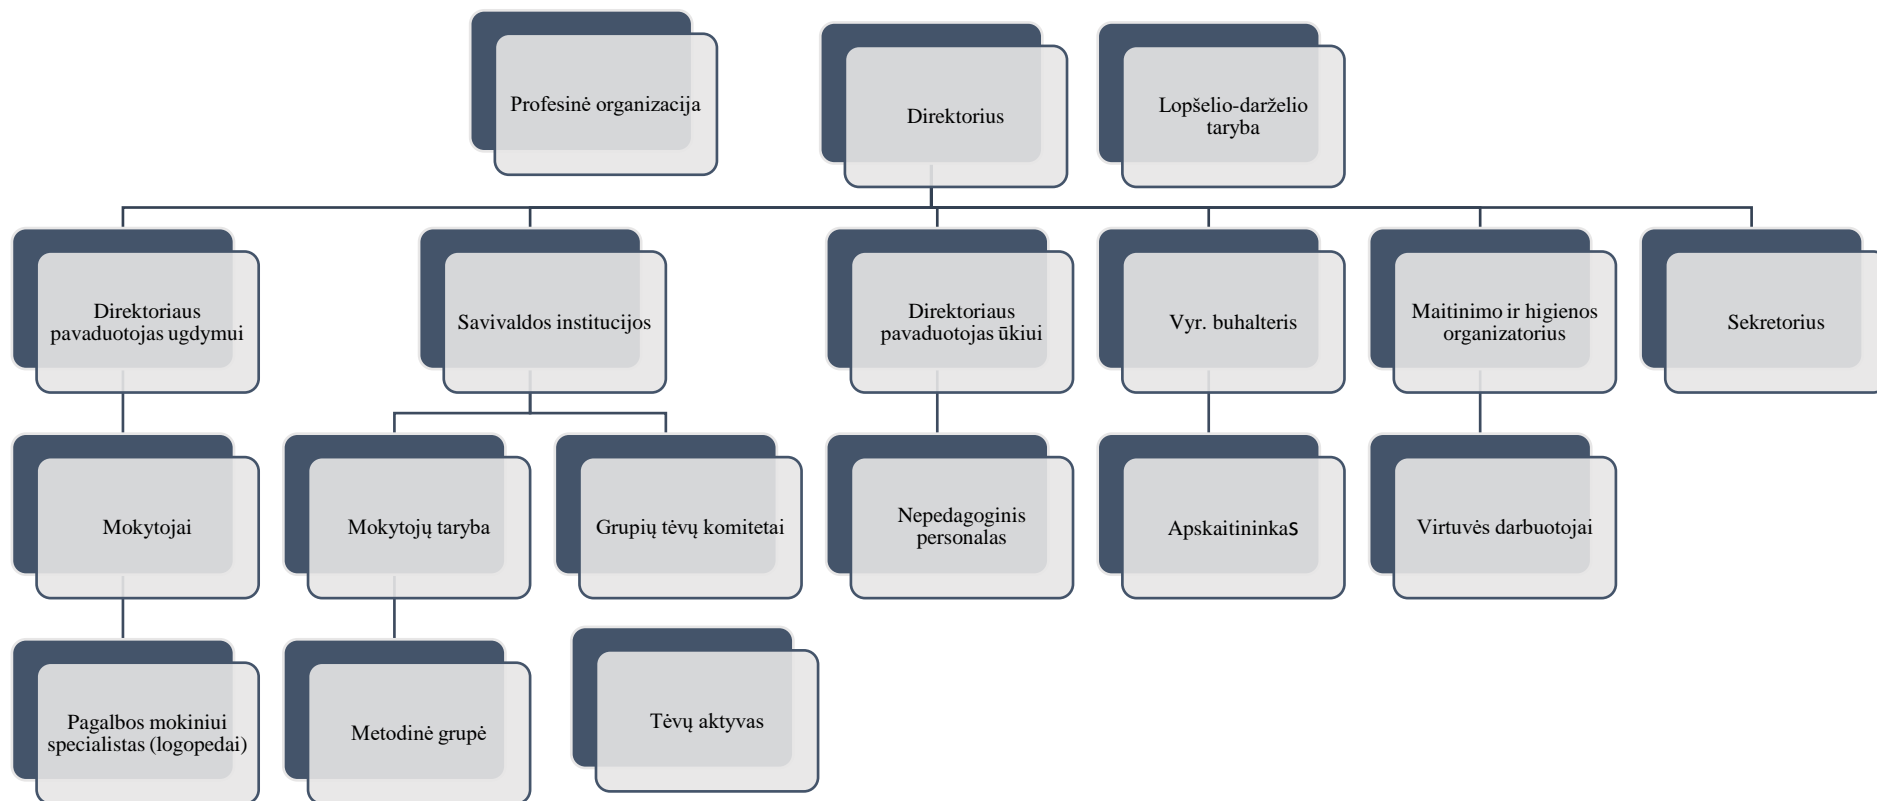 Profesinė organizacija
Direktorius
Lopšelio-darželio
taryba
Direktoriaus
pavaduotojas ugdymui
Savivaldos institucijos
Direktoriaus
pavaduotojas ūkiui
Vyr. buhalteris
Maitinimo ir higienos
organizatorius
Sekretorius
Mokytojai
Mokytojų taryba
Grupių tėvų komitetai
Nepedagoginis
personalas
Apskaitininkas
Virtuvės darbuotojai
Pagalbos mokiniui
specialistas (logopedai)
Metodinė grupė
Tėvų aktyvas